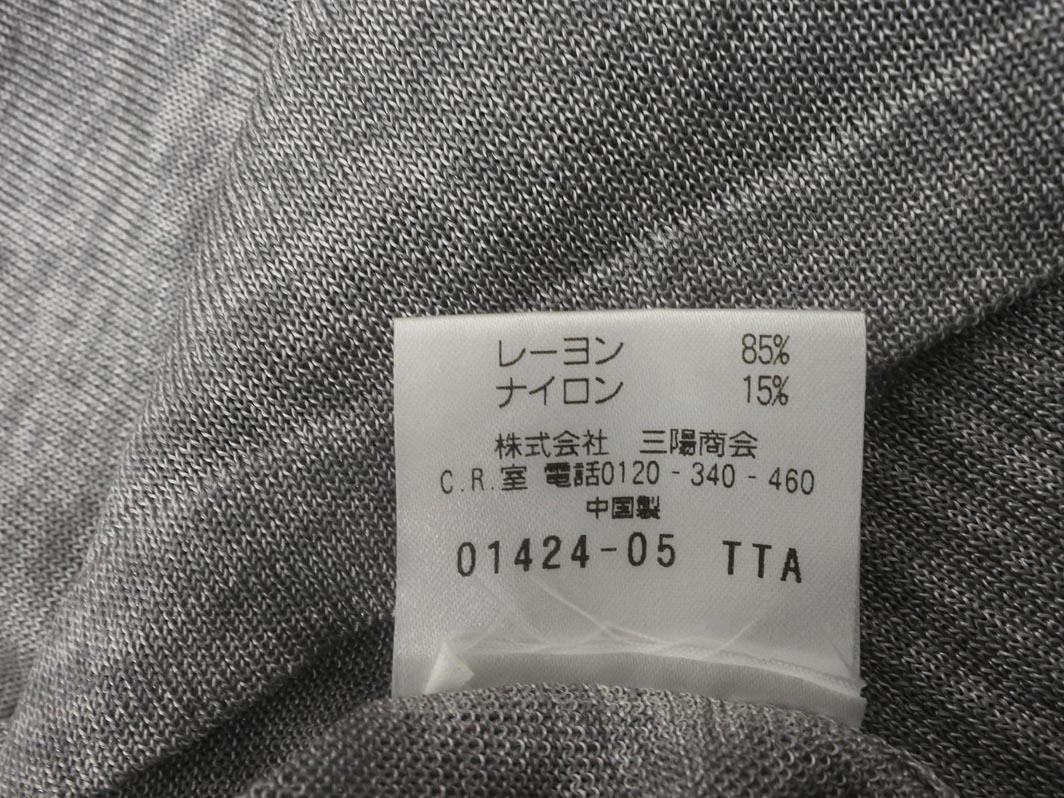 レーヨン 85%
ナイロン 15%
株式会社 三陽商会
C.R.室 電話0120-340-460
中国製
01424-05 TTA